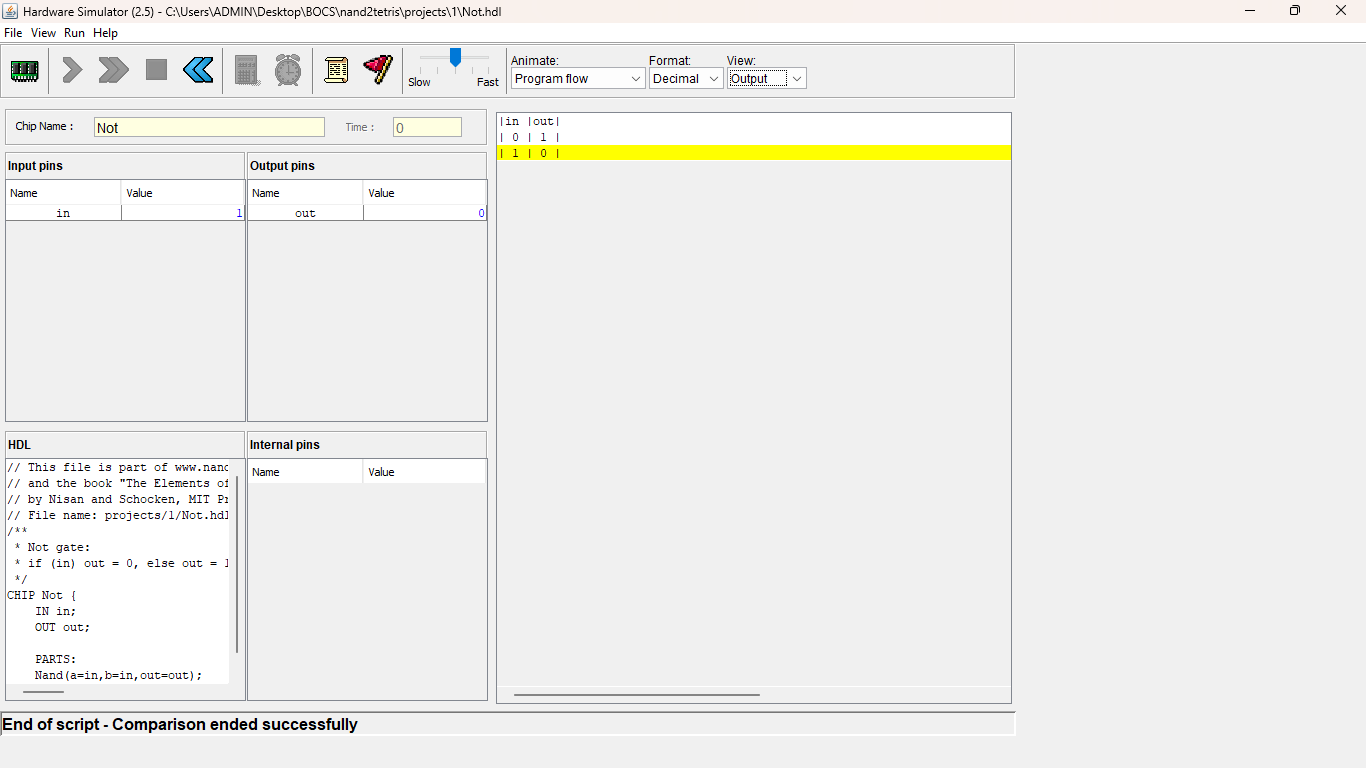 Hardware Simulator (2.5) - C:\Users\ADMIN\Desktop\BOCS\nand2tetris\projects\1\Not.hdl
File View Run Help
Slow Fast
Animate: Format: View:
Program flow Decimal Output
Chip Name : Not Time : 0
Input pins
Name Value
in 1
Output pins
Name Value
out 0
|in |out|
| 0 | 1 |
| 1 | 0 |
HDL
// This file is part of www.nand
// and the book "The Elements of
// by Nisan and Schocken, MIT Pr
// File name: projects/1/Not.hdl
/**
* Not gate:
* if (in) out = 0, else out = 1
*/
CHIP Not {
IN in;
OUT out;
PARTS:
Nand(a=in,b=in,out=out);
Internal pins
Name Value
End of script - Comparison ended successfully